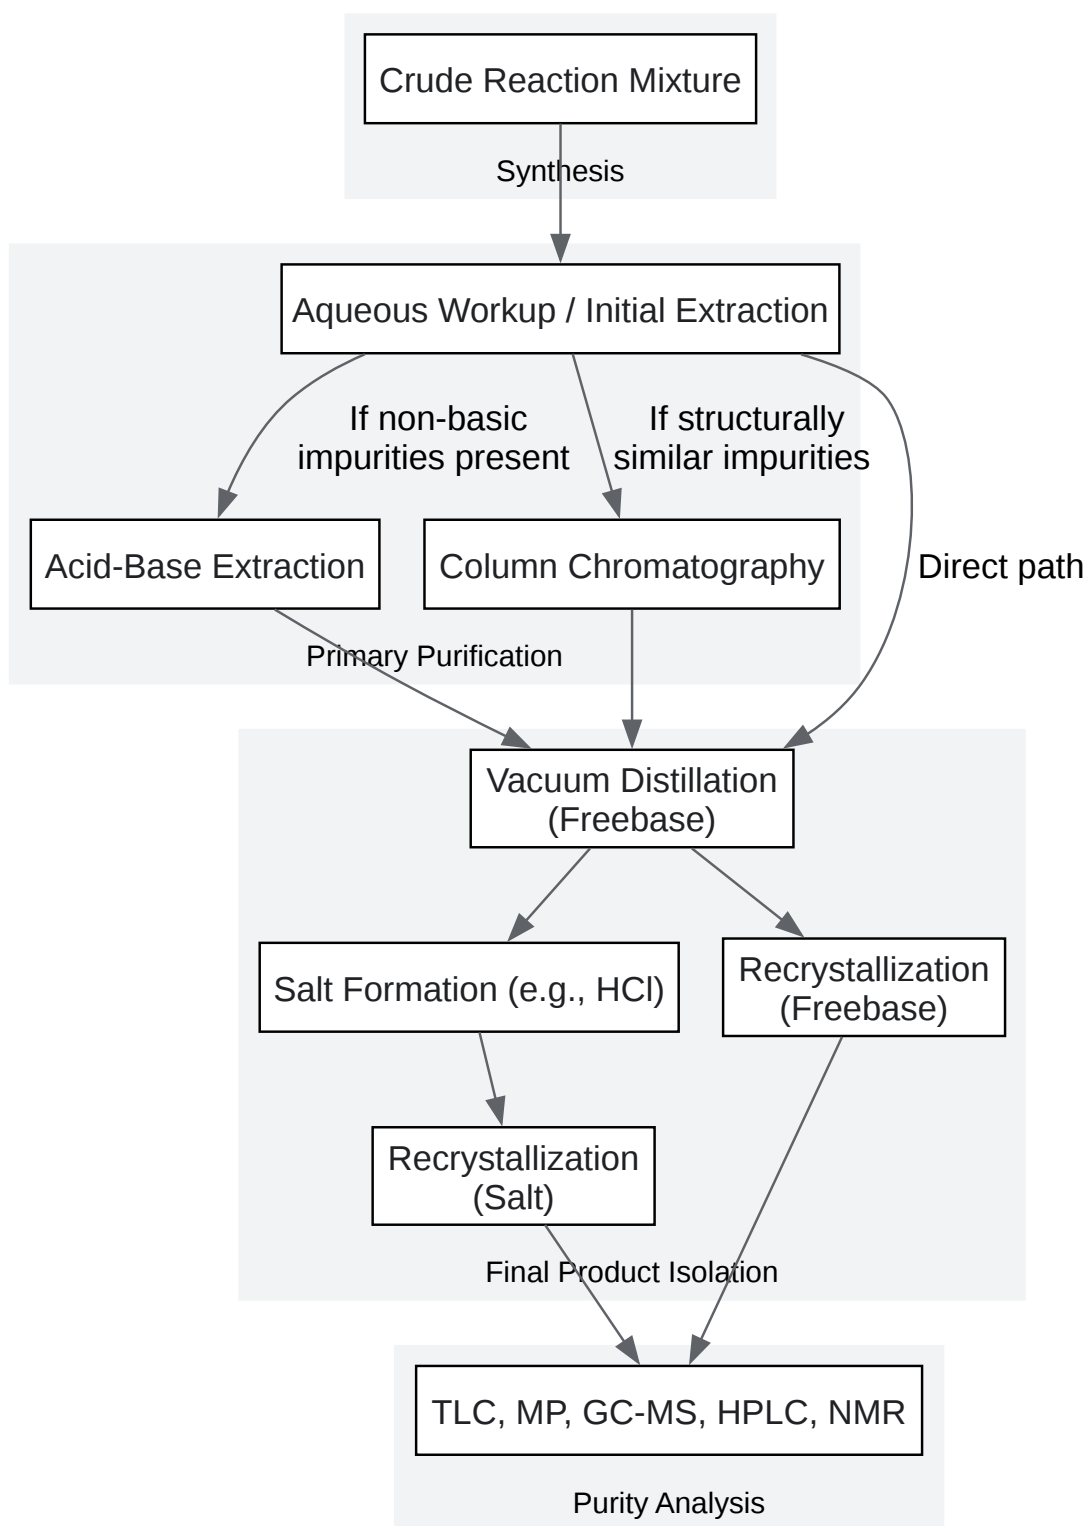 Crude Reaction Mixture
Synthesis
Aqueous Workup / Initial Extraction
If non-basic
impurities present
If structurally
similar impurities
Acid-Base Extraction
Column Chromatography
Direct path
Primary Purification
Vacuum Distillation
(Freebase)
Salt Formation (e.g., HCl)
Recrystallization
(Freebase)
Recrystallization
(Salt)
Final Product Isolation
TLC, MP, GC-MS, HPLC, NMR
Purity Analysis